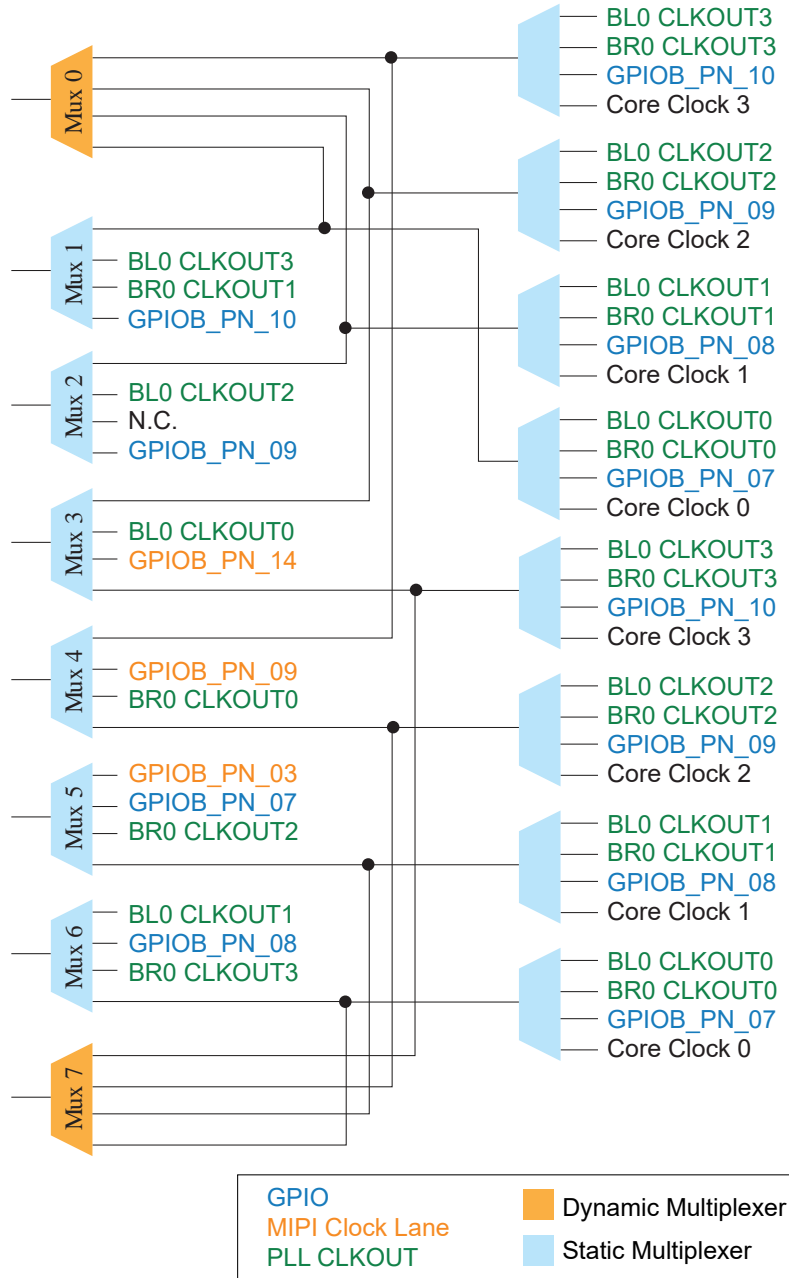 Mux 0
Mux 1
BL0 CLKOUT3
BR0 CLKOUT1
GPIOB_PN_10
Mux 2
BL0 CLKOUT2
N.C.
GPIOB_PN_09
Mux 3
BL0 CLKOUT0
GPIOB_PN_14
Mux 4
GPIOB_PN_09
BR0 CLKOUT0
Mux 5
GPIOB_PN_03
GPIOB_PN_07
BR0 CLKOUT2
Mux 6
BL0 CLKOUT1
GPIOB_PN_08
BR0 CLKOUT3
Mux 7
BL0 CLKOUT3
BR0 CLKOUT3
GPIOB_PN_10
Core Clock 3
BL0 CLKOUT2
BR0 CLKOUT2
GPIOB_PN_09
Core Clock 2
BL0 CLKOUT1
BR0 CLKOUT1
GPIOB_PN_08
Core Clock 1
BL0 CLKOUT0
BR0 CLKOUT0
GPIOB_PN_07
Core Clock 0
BL0 CLKOUT3
BR0 CLKOUT3
GPIOB_PN_10
Core Clock 3
BL0 CLKOUT2
BR0 CLKOUT2
GPIOB_PN_09
Core Clock 2
BL0 CLKOUT1
BR0 CLKOUT1
GPIOB_PN_08
Core Clock 1
BL0 CLKOUT0
BR0 CLKOUT0
GPIOB_PN_07
Core Clock 0
GPIO
MIPI Clock Lane
PLL CLKOUT
Dynamic Multiplexer
Static Multiplexer